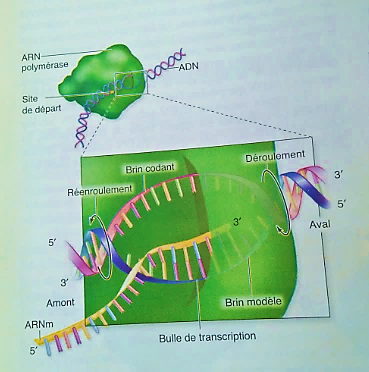 ARN
polymérase
ADN
Site
de départ
Brin codant
Déroulement
Réenroulement
3'
5'
3'
5'
Aval
3'
Amont
Brin modèle
ARNm
Bulle de transcription
5'